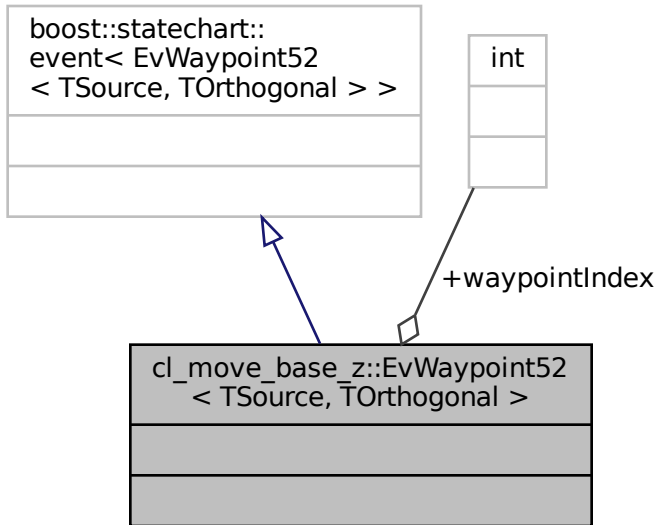 boost::statechart::
event< EvWaypoint52
< TSource, TOrthogonal > >
int
+waypointIndex
cl_move_base_z::EvWaypoint52
< TSource, TOrthogonal >